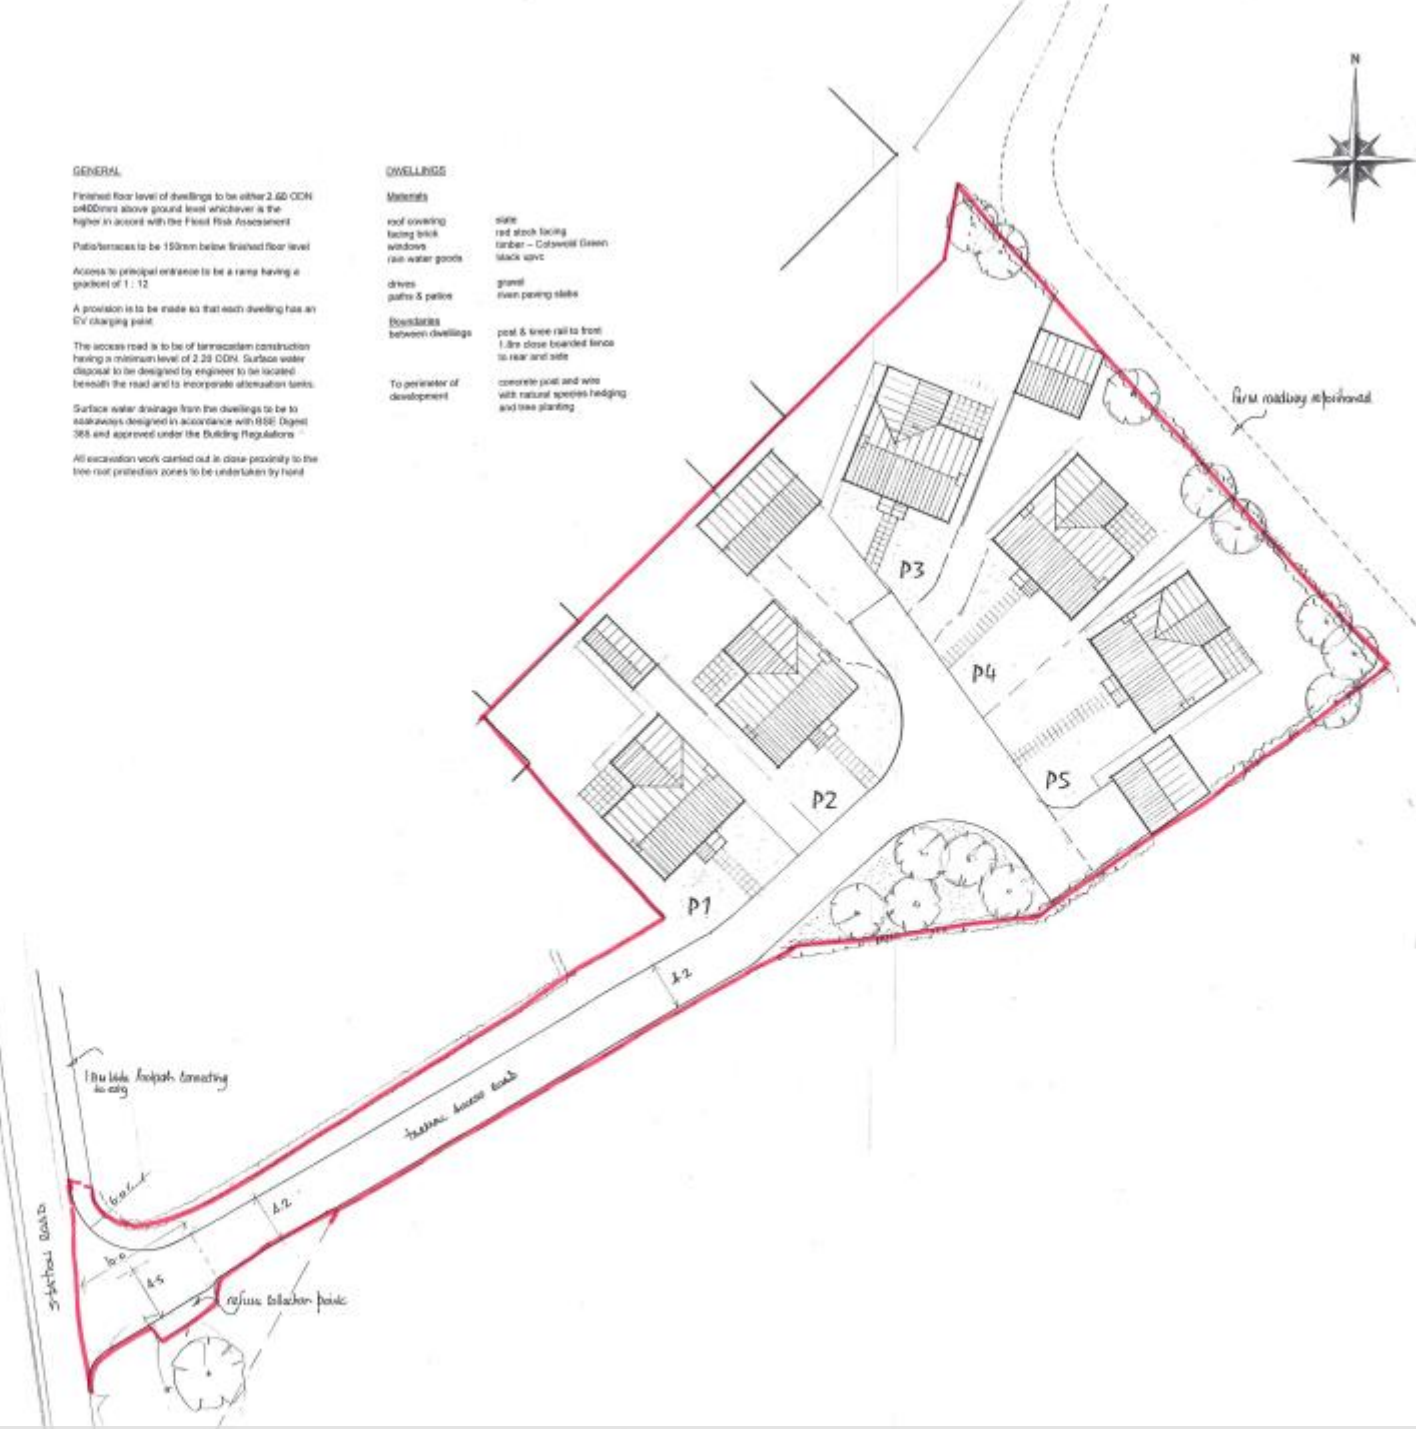 N
GENERAL
Finished floor level of dwellings to be either 2.60 ODN
or 400mm above ground level whichever is the
higher in accord with the Flood Risk Assessment
Patio/terraces to be 150mm below finished floor level
Access to principal entrance to be a ramp having a
gradient of 1 : 12
A provision is to be made so that each dwelling has an
EV charging point
The access road is to be of tarmacadam construction
having a minimum level of 2.20 ODN. Surface water
disposal to be designed by engineer to be located
beneath the road and to incorporate attenuation tanks.
Surface water drainage from the dwellings to be to
soakaways designed in accordance with BSE Digest
365 and approved under the Building Regulations
All excavation work carried out in close proximity to the
tree root protection zones to be undertaken by hand
DWELLINGS
Materials
roof covering slate
facing brick red stock facing
windows timber – Cotswold Green
rain water goods black upvc
drives gravel
paths & patios riven paving slabs
Boundaries
between dwellings post & knee rail to front
1.8m close boarded fence
to rear and side
To perimeter of concrete post and wire
development with natural species hedging
and tree planting
farm roadway repositioned
P3
P4
P5
P2
P1
4.2
footpath connecting
tarmac access road
4.2
6.0
4.5
STATION ROAD
refuse collection point